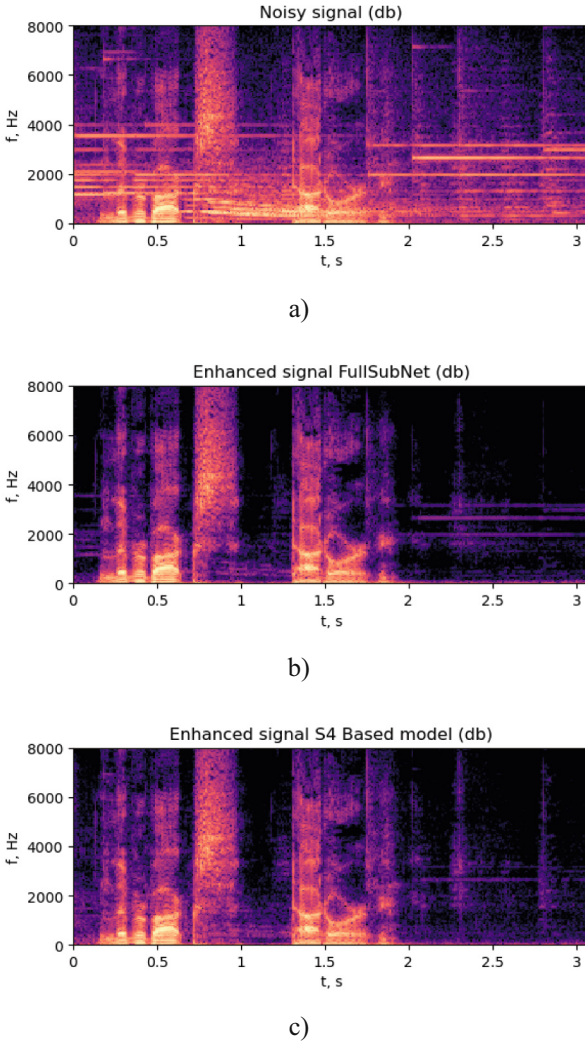 Noisy signal (db)
8000
6000
4000
2000
0
f, Hz
0 0.5 1 1.5 2 2.5 3
t, s
a)
Enhanced signal FullSubNet (db)
8000
6000
4000
2000
0
f, Hz
0 0.5 1 1.5 2 2.5 3
t, s
b)
Enhanced signal S4 Based model (db)
8000
6000
4000
2000
0
f, Hz
0 0.5 1 1.5 2 2.5 3
t, s
c)